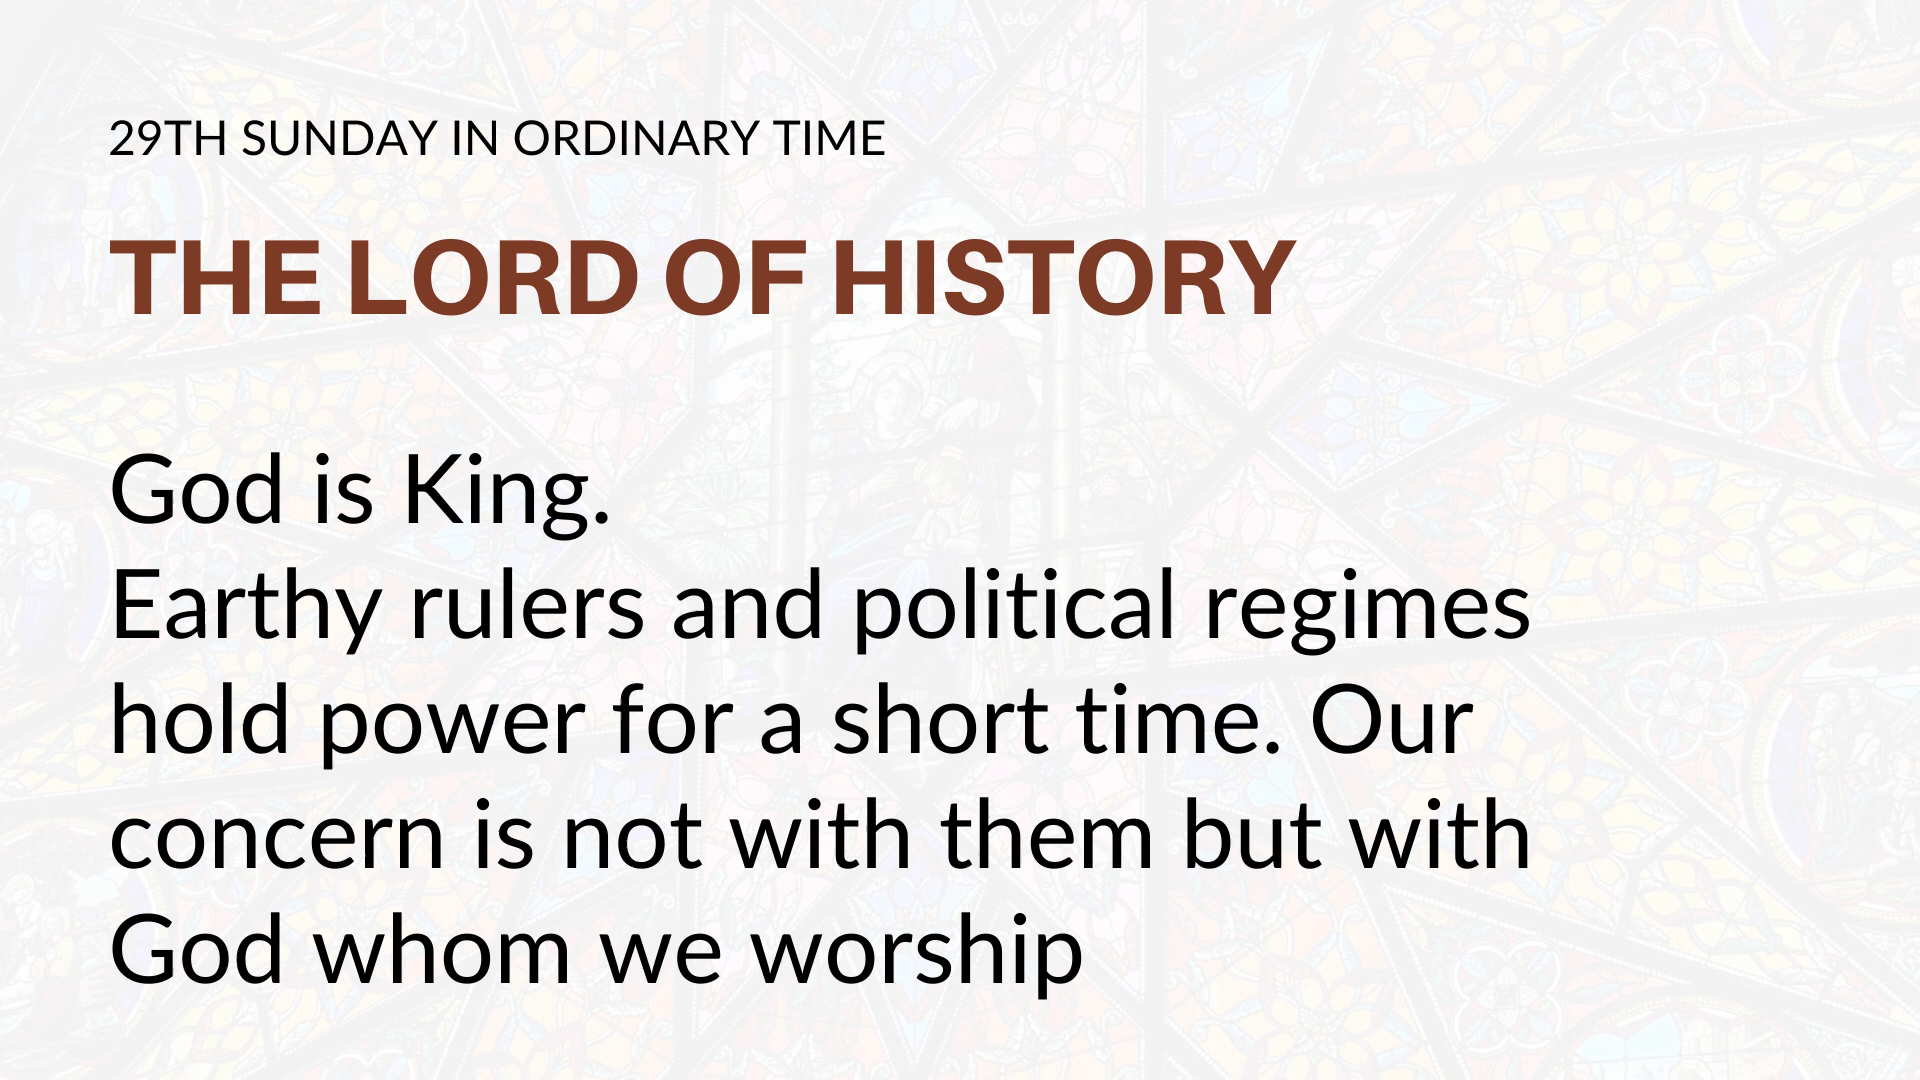 29TH SUNDAY IN ORDINARY TIME
THE LORD OF HISTORY
God is King.
Earthy rulers and political regimes
hold power for a short time. Our
concern is not with them but with
God whom we worship